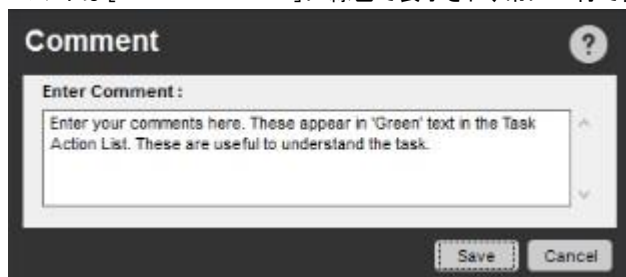 Comment
?
Enter Comment:
Enter your comments here. These appear in 'Green' text in the Task
Action List. These are useful to understand the task.
Save
Cancel